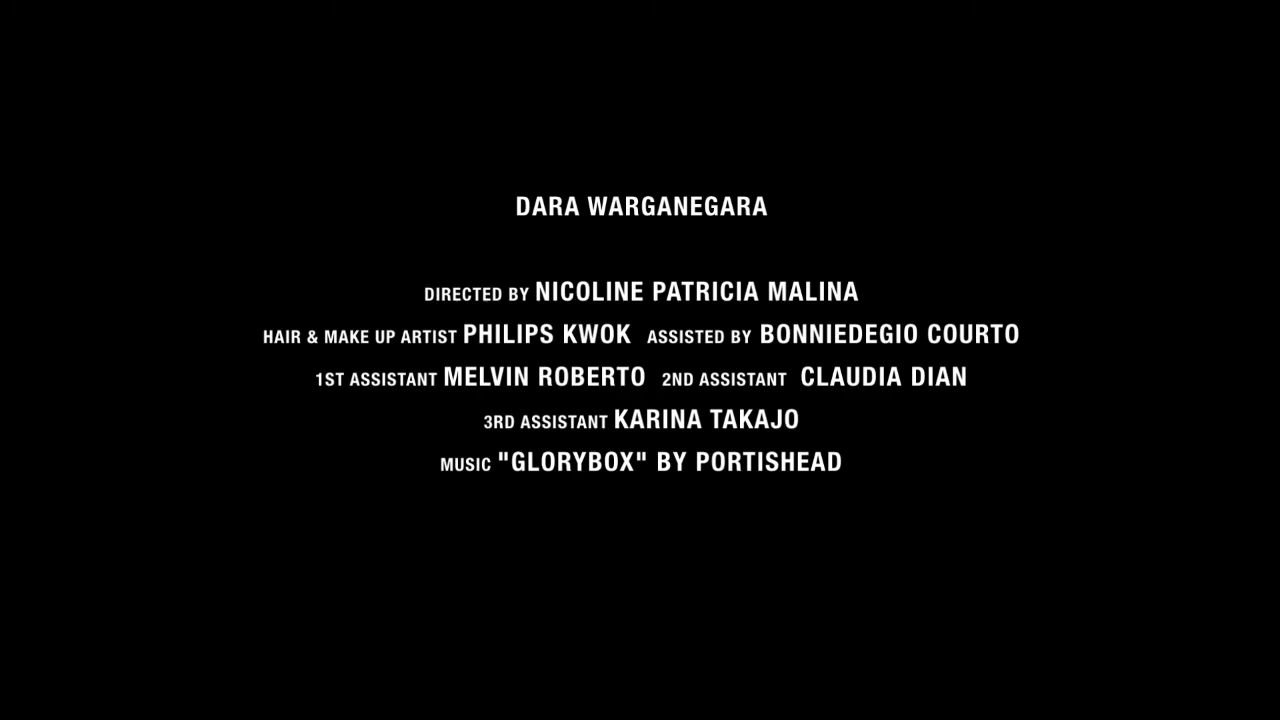 DARA WARGANEGARA
DIRECTED BY NICOLINE PATRICIA MALINA
HAIR & MAKE UP ARTIST PHILIPS KWOK ASSISTED BY BONNIEDEGIO COURTO
1ST ASSISTANT MELVIN ROBERTO 2ND ASSISTANT CLAUDIA DIAN
3RD ASSISTANT KARINA TAKAJO
MUSIC "GLORYBOX" BY PORTISHEAD